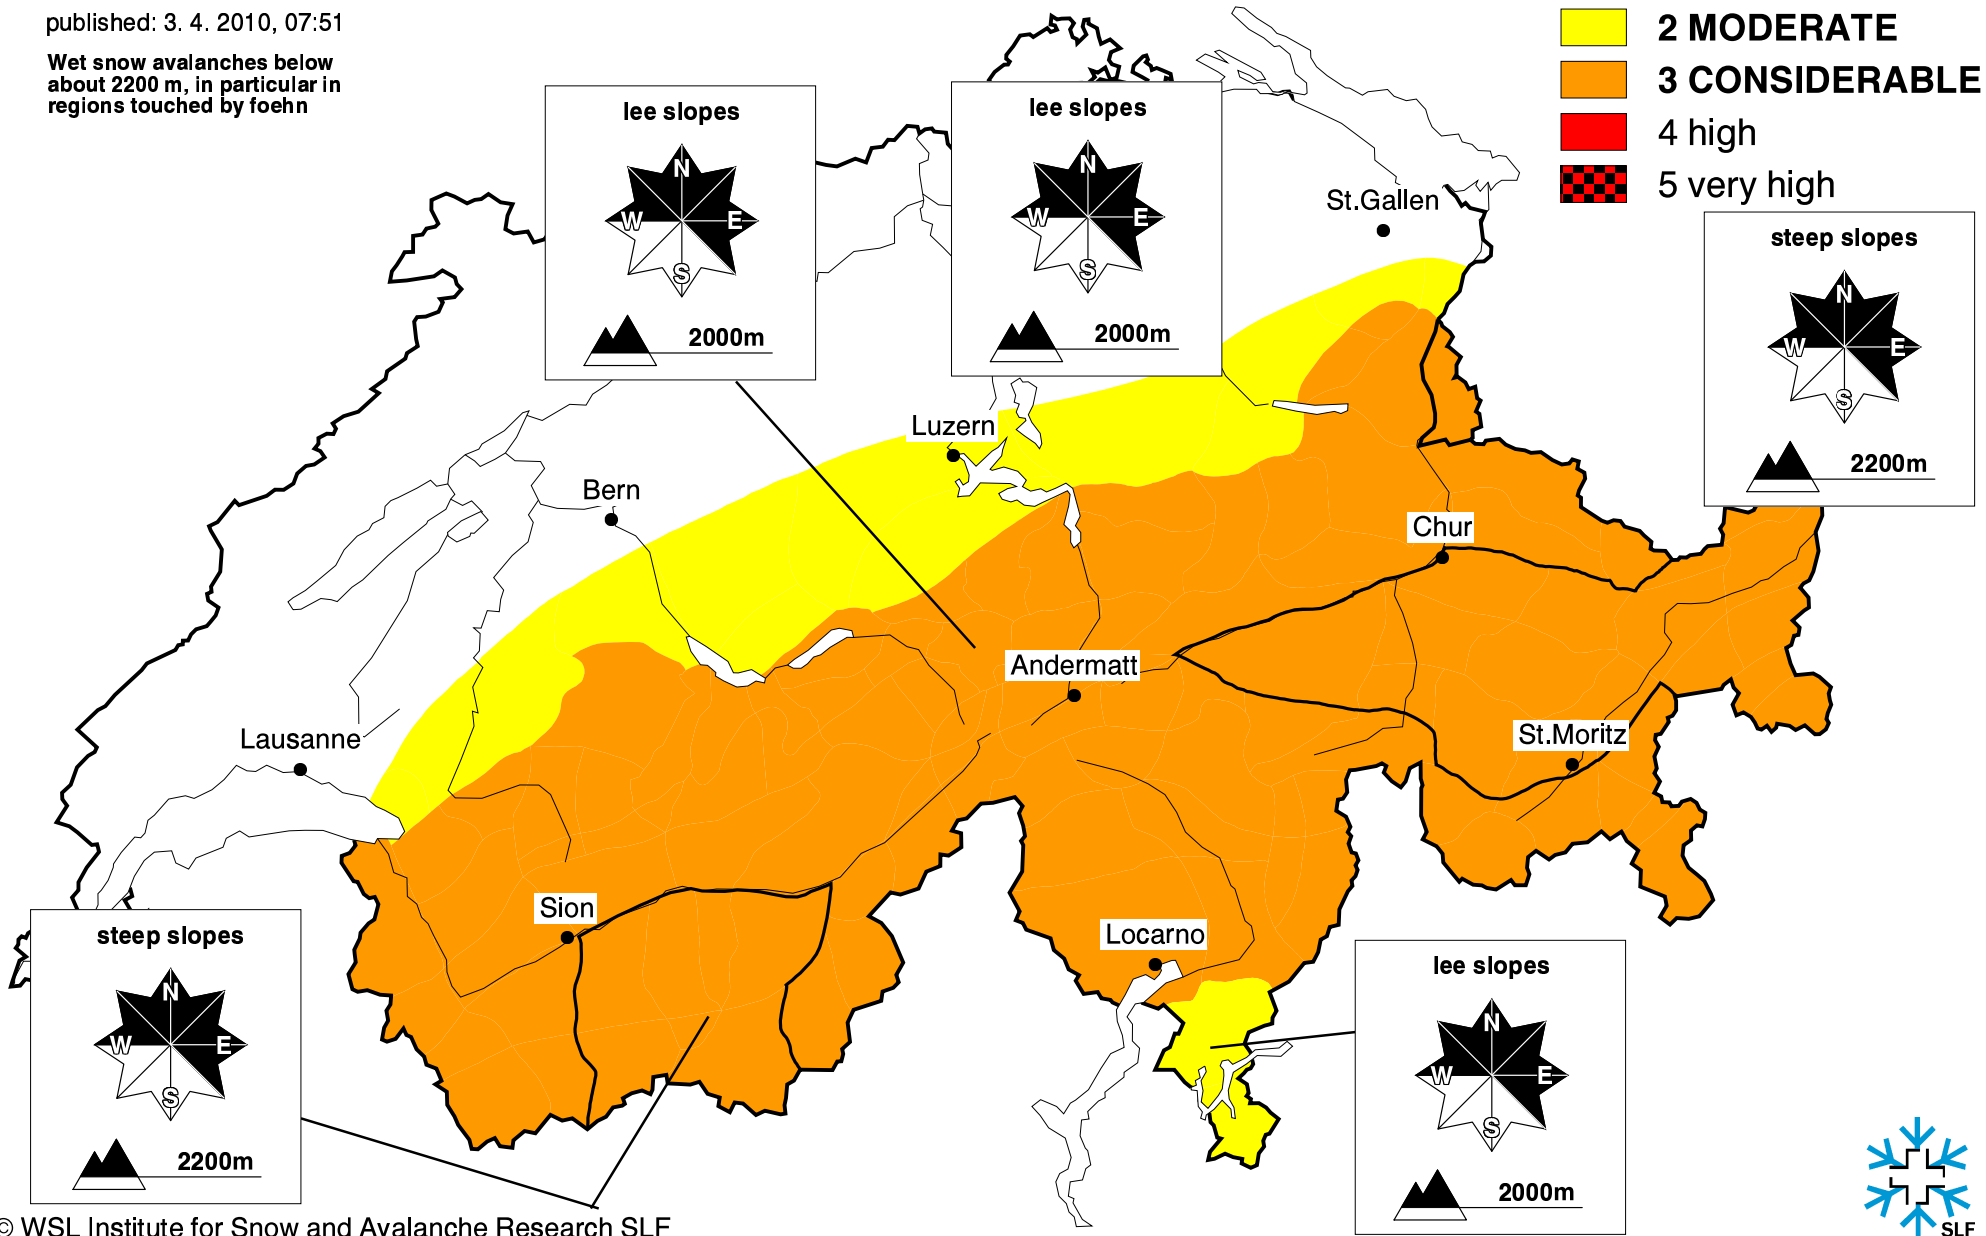 published: 3. 4. 2010, 07:51
Wet snow avalanches below
about 2200 m, in particular in
regions touched by foehn
2 MODERATE
3 CONSIDERABLE
4 high
5 very high
lee slopes
N
W E
S
2000m
lee slopes
N
W E
S
2000m
steep slopes
N
W E
S
2200m
St.Gallen
Luzern
Bern
Chur
Andermatt
Lausanne
St.Moritz
Sion
Locarno
steep slopes
N
W E
S
2200m
lee slopes
N
W E
S
2000m
© WSL Institute for Snow and Avalanche Research SLF
SLF